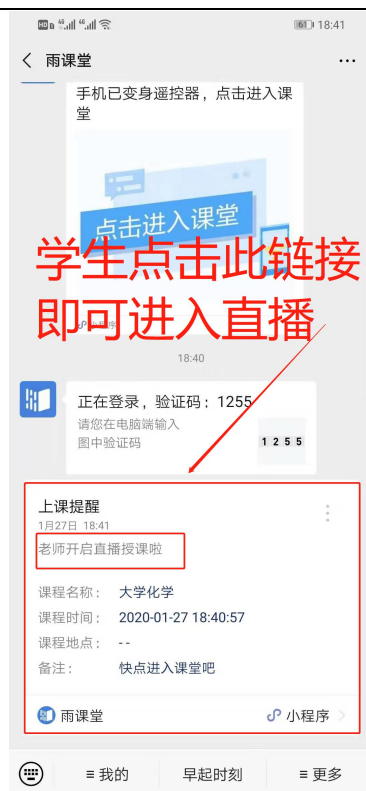 HD 4G 4G 61 18:41
雨课堂
手机已变身遥控器，点击进入课
堂
点击进入课堂
学生点击此链接
即可进入直播
小程序
18:40
正在登录，验证码：1255
请您在电脑端输入
图中验证码
1 2 5 5
上课提醒
1月27日 18:41
老师开启直播授课啦
课程名称： 大学化学
课程时间： 2020-01-27 18:40:57
课程地点： --
备注： 快点进入课堂吧
雨课堂 小程序
≡ 我的 早起时刻 ≡ 更多